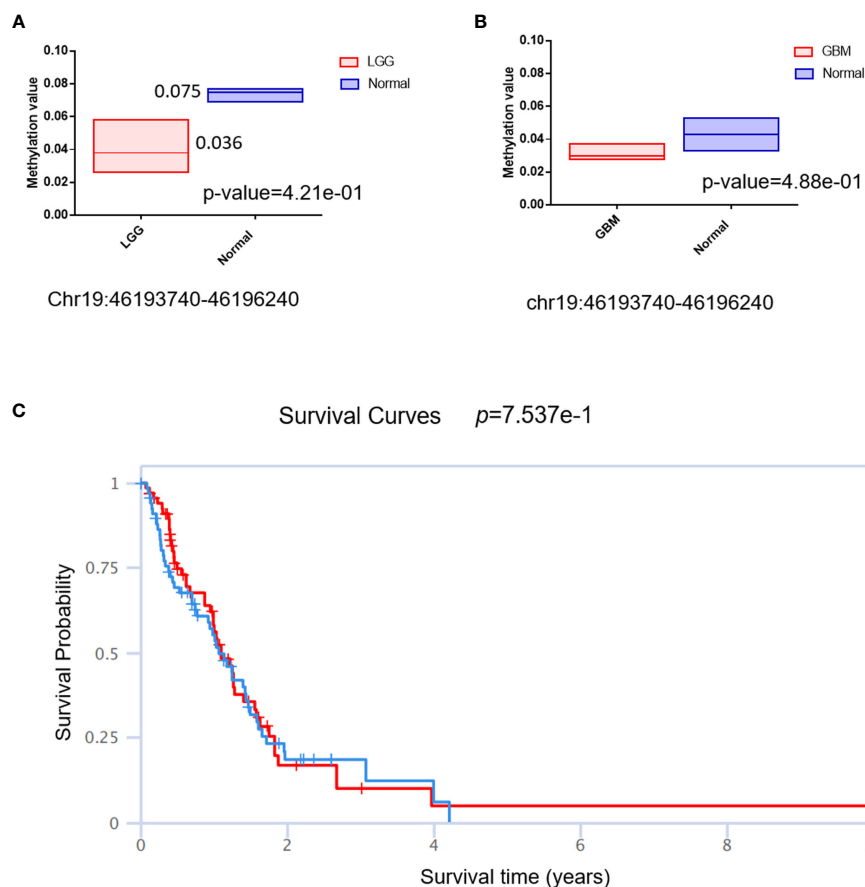 A
B
0.10
0.08
0.06
0.04
0.02
0.00
Methylation value
0.075
0.036
LGG
Normal
p-value=4.21e-01
LGG
Normal
Chr19:46193740-46196240
0.10
0.08
0.06
0.04
0.02
0.00
Methylation value
GBM
Normal
p-value=4.88e-01
GBM
Normal
chr19:46193740-46196240
C
Survival Curves p=7.537e-1
1
0.75
0.5
0.25
0
Survival Probability
0 2 4 6 8
Survival time (years)